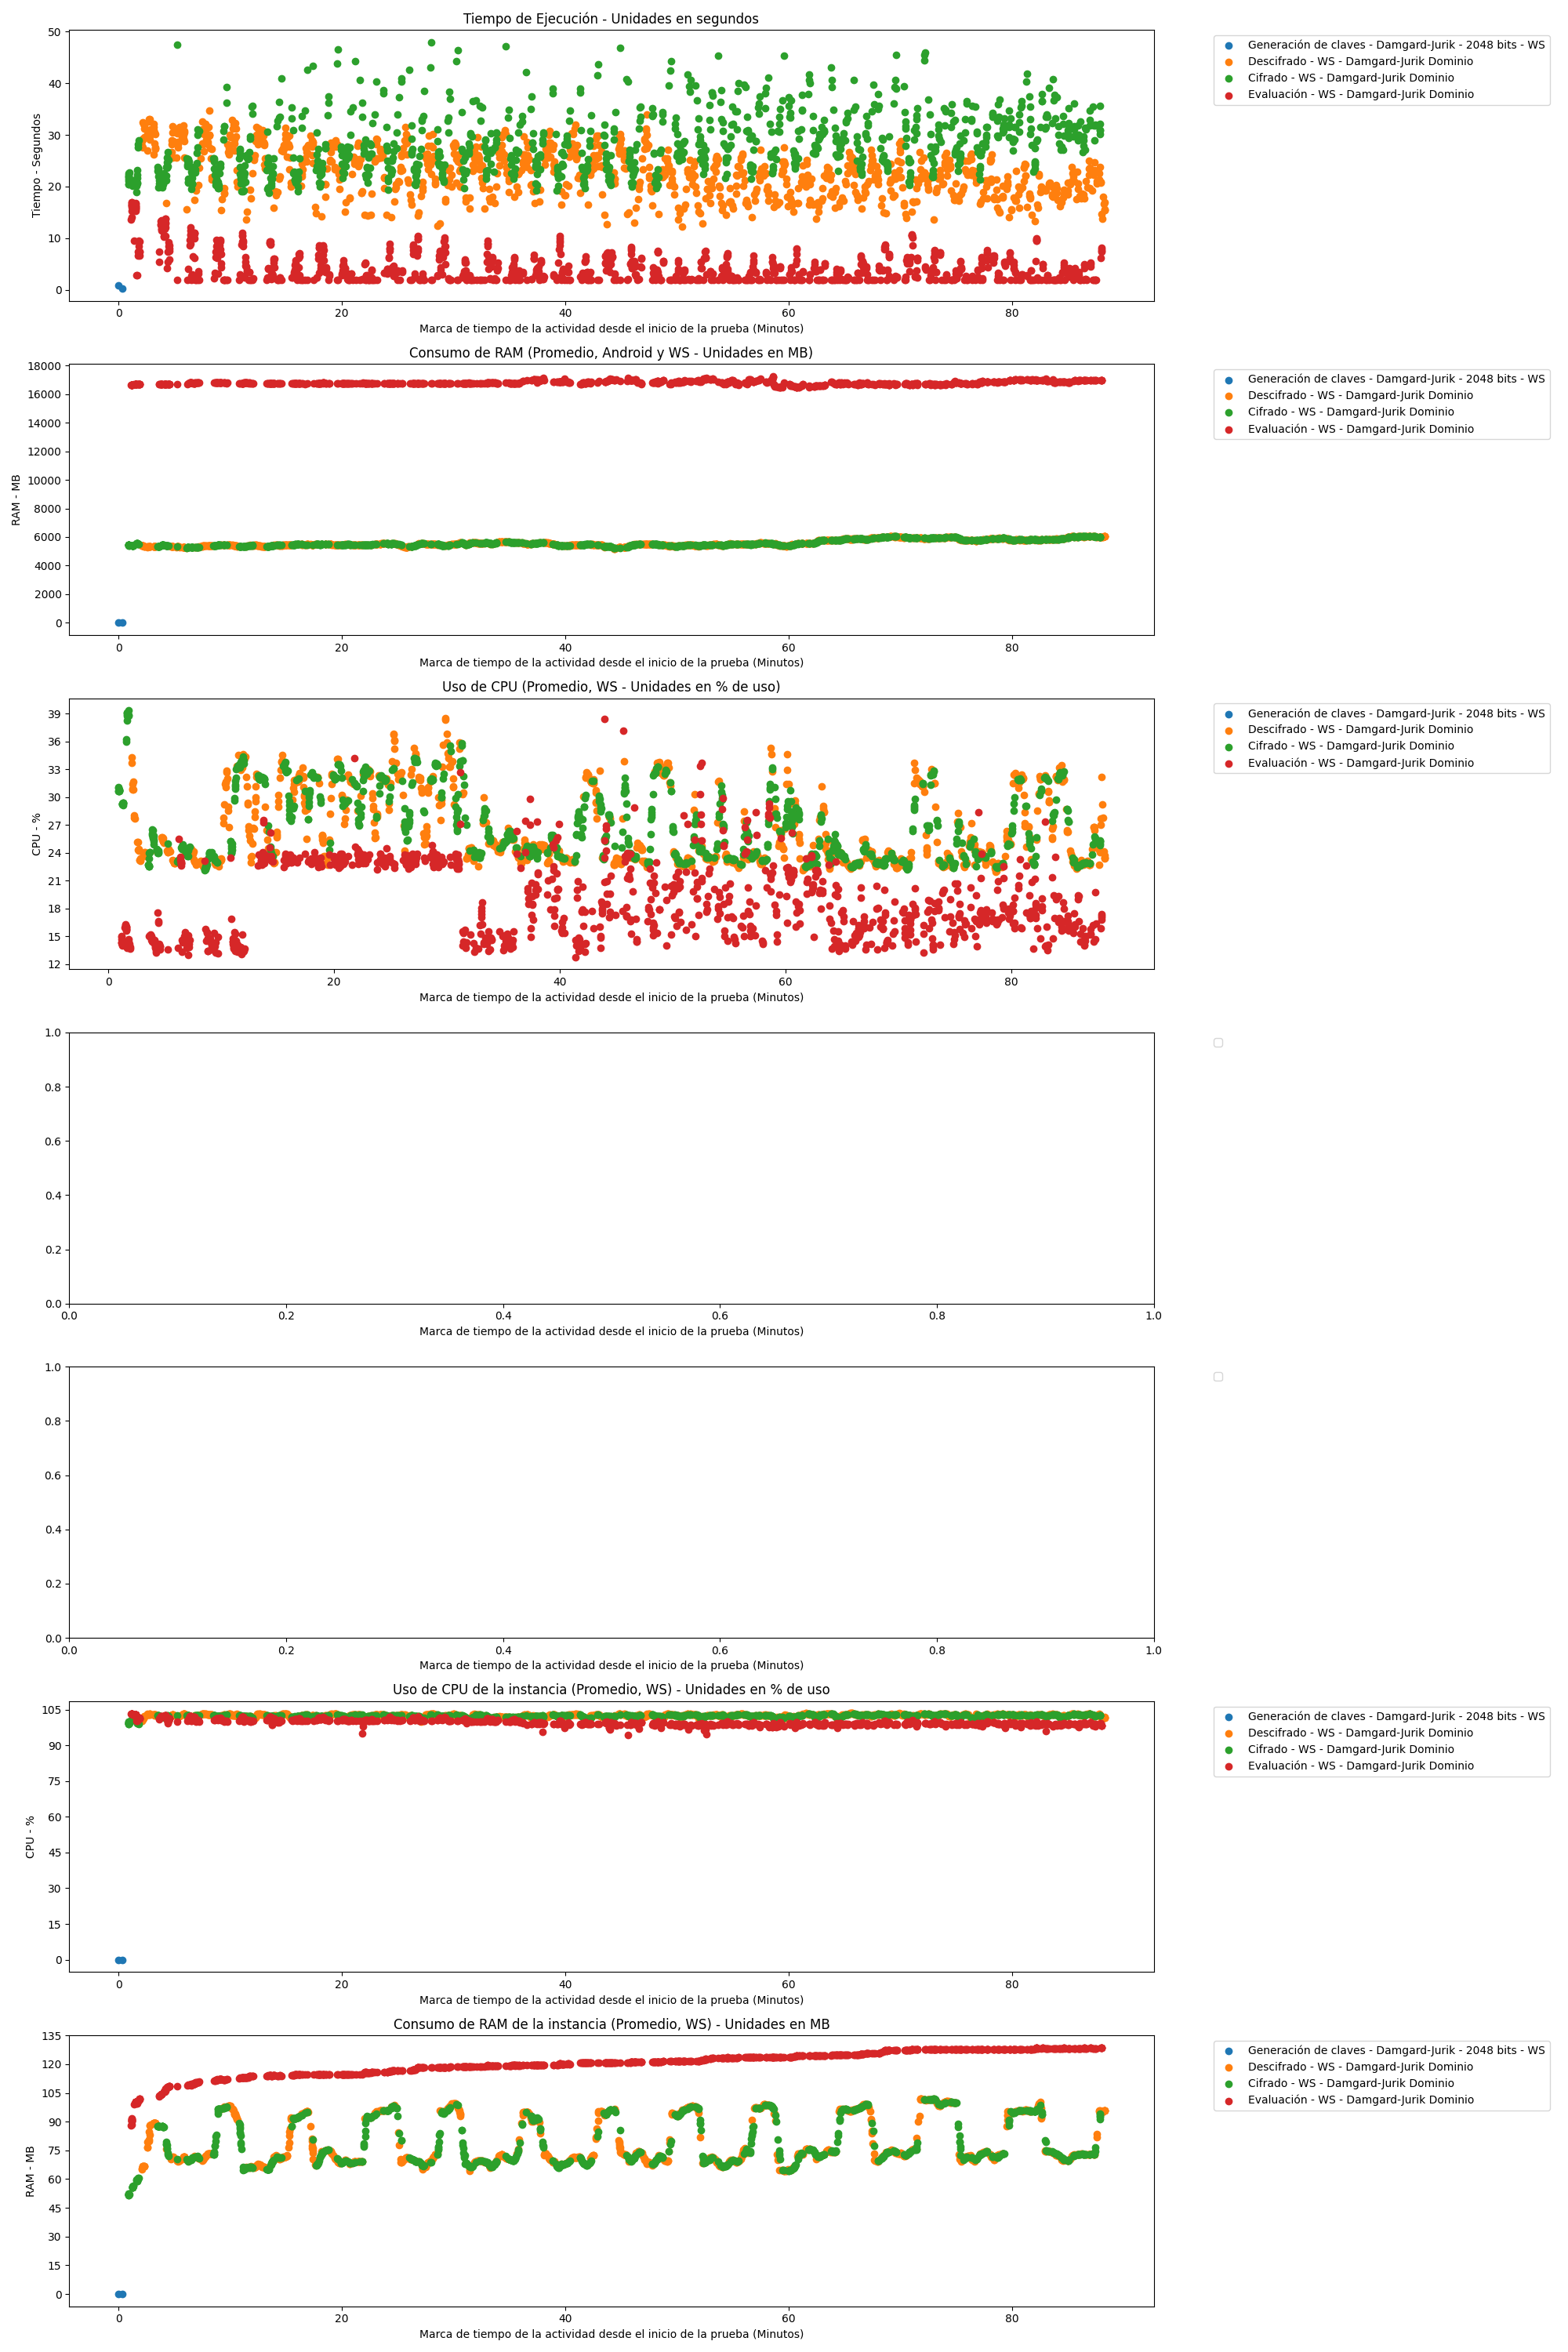 Tiempo de Ejecución - Unidades en segundos
50
40
30
20
10
0
Tiempo - Segundos
0 20 40 60 80
Marca de tiempo de la actividad desde el inicio de la prueba (Minutos)
Generación de claves - Damgard-Jurik - 2048 bits - WS
Descifrado - WS - Damgard-Jurik Dominio
Cifrado - WS - Damgard-Jurik Dominio
Evaluación - WS - Damgard-Jurik Dominio
Consumo de RAM (Promedio, Android y WS - Unidades en MB)
18000
16000
14000
12000
10000
8000
6000
4000
2000
0
RAM - MB
0 20 40 60 80
Marca de tiempo de la actividad desde el inicio de la prueba (Minutos)
Generación de claves - Damgard-Jurik - 2048 bits - WS
Descifrado - WS - Damgard-Jurik Dominio
Cifrado - WS - Damgard-Jurik Dominio
Evaluación - WS - Damgard-Jurik Dominio
Uso de CPU (Promedio, WS - Unidades en % de uso)
39
36
33
30
27
24
21
18
15
12
CPU - %
0 20 40 60 80
Marca de tiempo de la actividad desde el inicio de la prueba (Minutos)
Generación de claves - Damgard-Jurik - 2048 bits - WS
Descifrado - WS - Damgard-Jurik Dominio
Cifrado - WS - Damgard-Jurik Dominio
Evaluación - WS - Damgard-Jurik Dominio
1.0
0.8
0.6
0.4
0.2
0.0
0.0 0.2 0.4 0.6 0.8 1.0
Marca de tiempo de la actividad desde el inicio de la prueba (Minutos)
1.0
0.8
0.6
0.4
0.2
0.0
0.0 0.2 0.4 0.6 0.8 1.0
Marca de tiempo de la actividad desde el inicio de la prueba (Minutos)
Uso de CPU de la instancia (Promedio, WS) - Unidades en % de uso
105
90
75
60
45
30
15
0
CPU - %
0 20 40 60 80
Marca de tiempo de la actividad desde el inicio de la prueba (Minutos)
Generación de claves - Damgard-Jurik - 2048 bits - WS
Descifrado - WS - Damgard-Jurik Dominio
Cifrado - WS - Damgard-Jurik Dominio
Evaluación - WS - Damgard-Jurik Dominio
Consumo de RAM de la instancia (Promedio, WS) - Unidades en MB
135
120
105
90
75
60
45
30
15
0
RAM - MB
0 20 40 60 80
Marca de tiempo de la actividad desde el inicio de la prueba (Minutos)
Generación de claves - Damgard-Jurik - 2048 bits - WS
Descifrado - WS - Damgard-Jurik Dominio
Cifrado - WS - Damgard-Jurik Dominio
Evaluación - WS - Damgard-Jurik Dominio